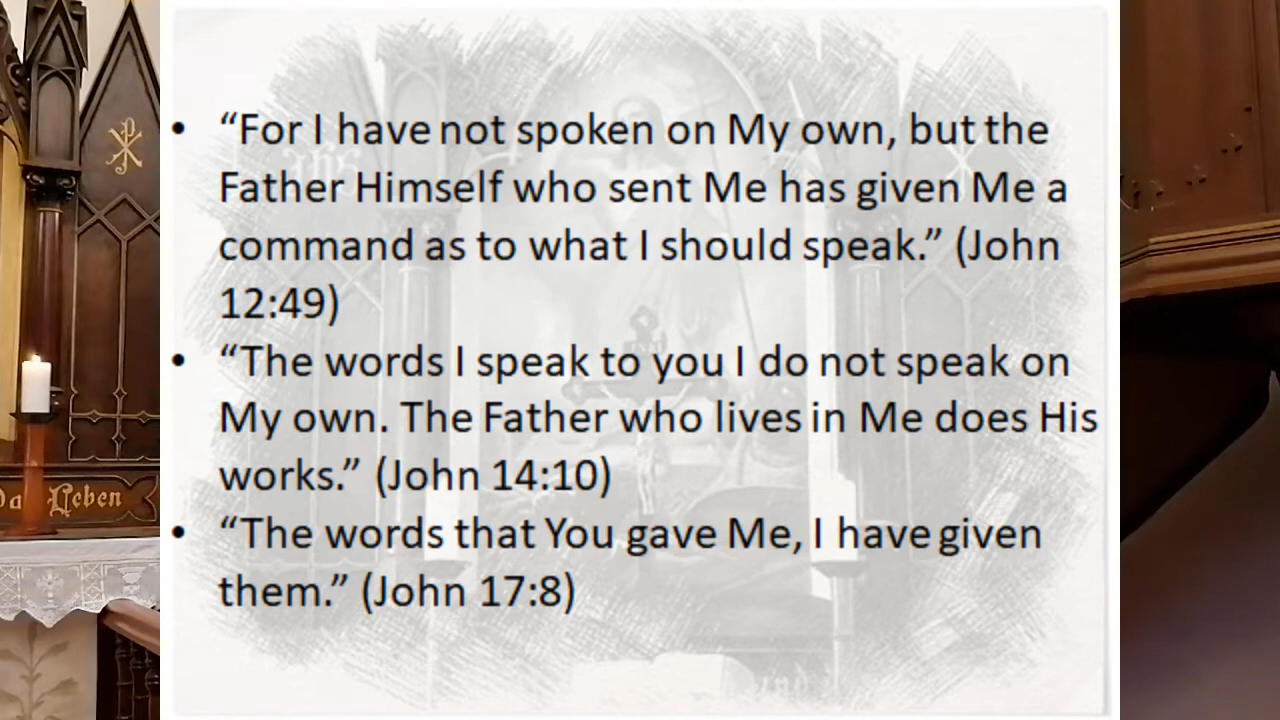 • “For I have not spoken on My own, but the
Father Himself who sent Me has given Me a
command as to what I should speak.” (John
12:49)
• “The words I speak to you I do not speak on
My own. The Father who lives in Me does His
works.” (John 14:10)
• “The words that You gave Me, I have given
them.” (John 17:8)
Leben